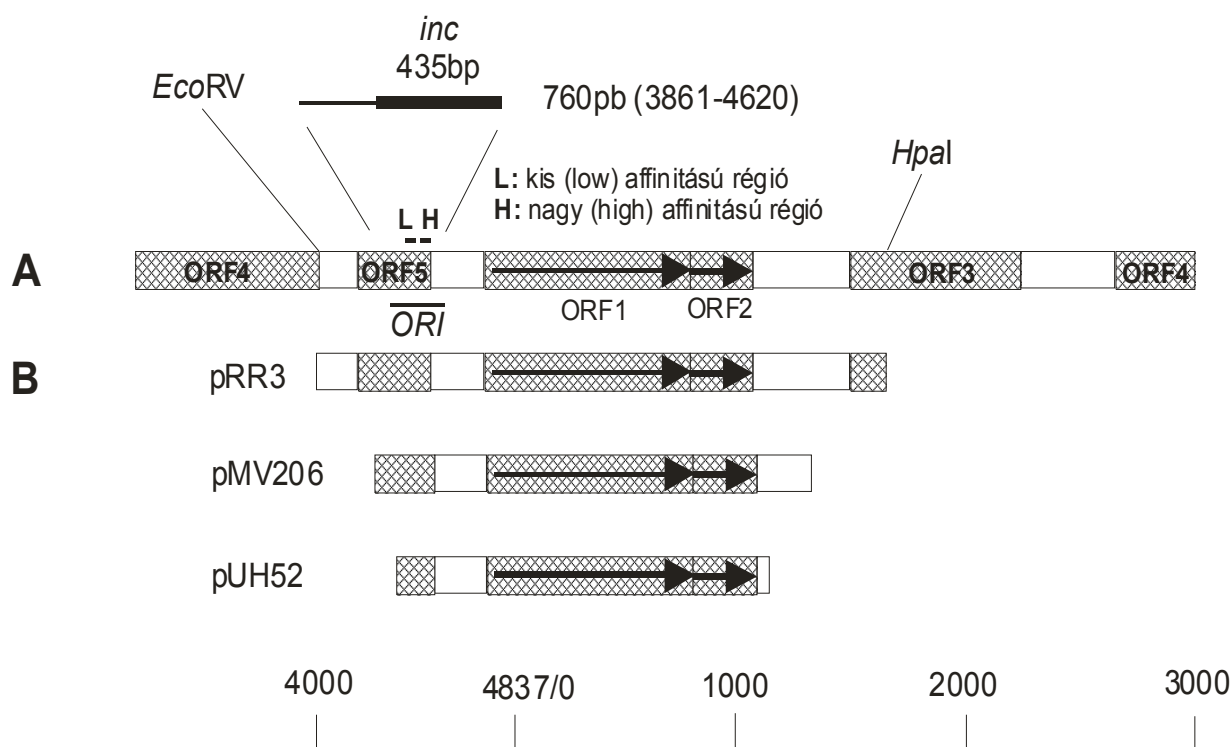 inc
435bp
EcoRV
760pb (3861-4620)
HpaI
L: kis (low) affinitású régió
H: nagy (high) affinitású régió
L H
A
ORF4 ORF5 ORF3 ORF4
ORI ORF1 ORF2
B
pRR3
pMV206
pUH52
4000 4837/0 1000 2000 3000